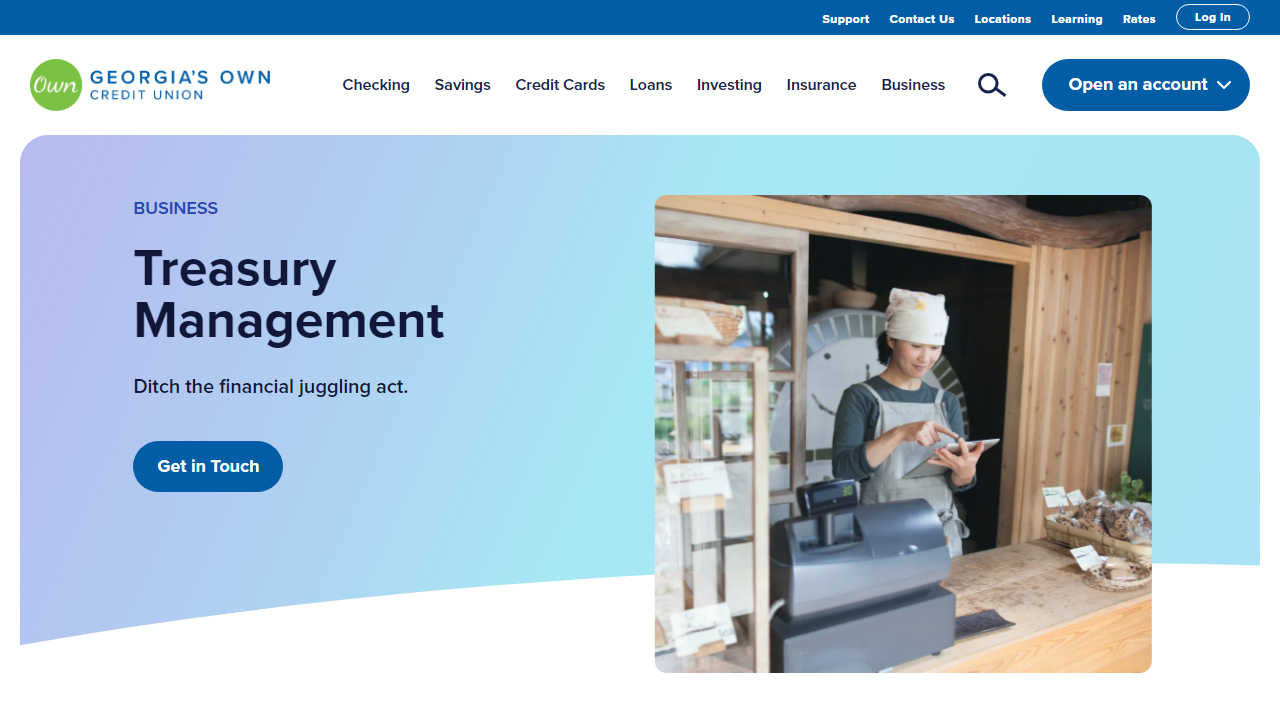 Support Contact Us Locations Learning Rates Log In
Own GEORGIA'S OWN
CREDIT UNION
Checking Savings Credit Cards Loans Investing Insurance Business Open an account
BUSINESS
Treasury
Management
Ditch the financial juggling act.
Get in Touch